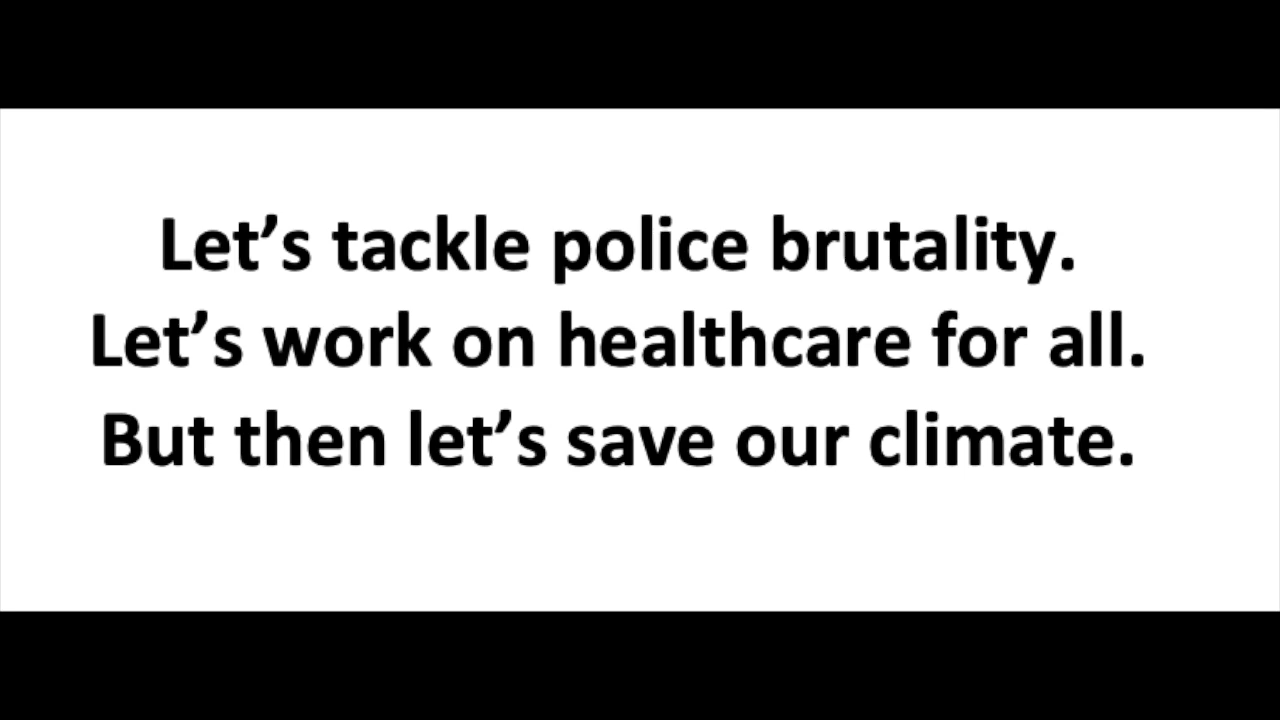 Let’s tackle police brutality.
Let’s work on healthcare for all.
But then let’s save our climate.